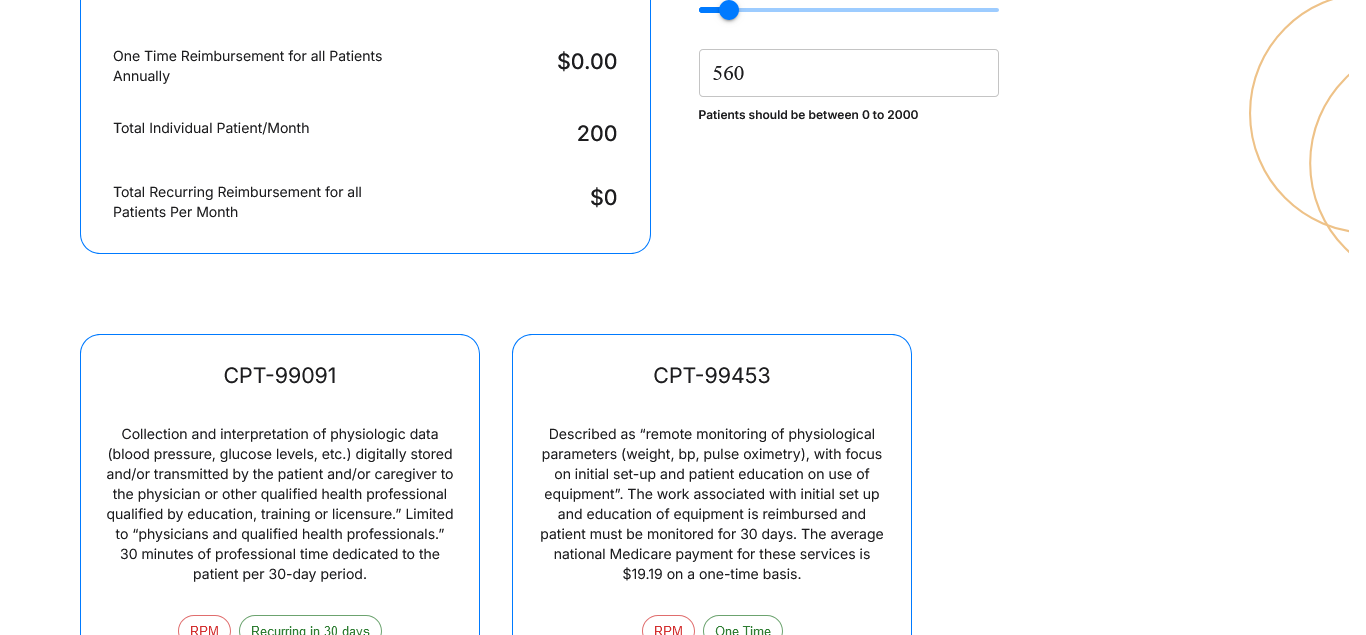 One Time Reimbursement for all Patients
Annually
$0.00
Total Individual Patient/Month
200
Total Recurring Reimbursement for all
Patients Per Month
$0
560
Patients should be between 0 to 2000
CPT-99091
Collection and interpretation of physiologic data
(blood pressure, glucose levels, etc.) digitally stored
and/or transmitted by the patient and/or caregiver to
the physician or other qualified health professional
qualified by education, training or licensure.” Limited
to “physicians and qualified health professionals.”
30 minutes of professional time dedicated to the
patient per 30-day period.
RPM
Recurring in 30 days
CPT-99453
Described as “remote monitoring of physiological
parameters (weight, bp, pulse oximetry), with focus
on initial set-up and patient education on use of
equipment”. The work associated with initial set up
and education of equipment is reimbursed and
patient must be monitored for 30 days. The average
national Medicare payment for these services is
$19.19 on a one-time basis.
RPM
One Time